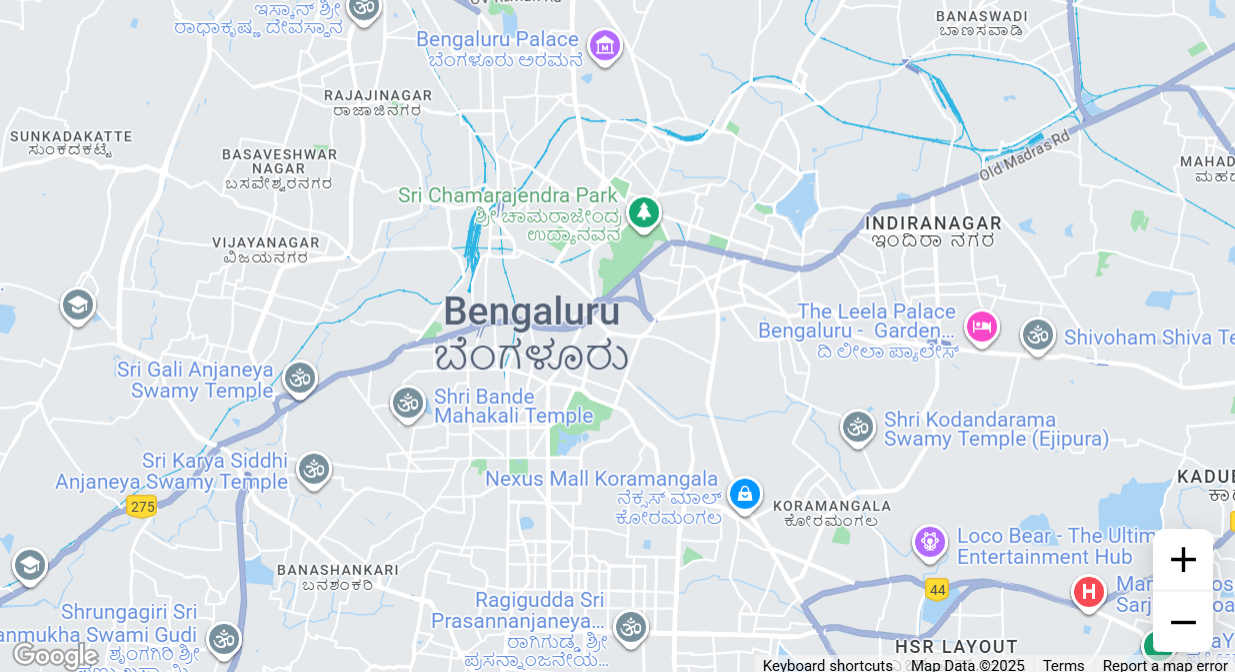 ಇಸ್ಕಾನ್ ಶ್ರೀ
ರಾಧಾಕೃಷ್ಣ ದೇವಸ್ಥಾನ
BANASWADI
ಬಾಣಸವಾಡಿ
Bengaluru Palace
ಬೆಂಗಳೂರು ಅರಮನೆ
RAJAJINAGAR
ರಾಜಾಜಿನಗರ
SUNKADAKATTE
ಸುಂಕದಕಟ್ಟೆ
BASAVESHWAR
NAGAR
ಬಸವೇಶ್ವರನಗರ
Old Madras Rd
MAHAD
ಮಹದ
Sri Chamarajendra Park
ಶ್ರೀ ಚಾಮರಾಜೇಂದ್ರ
ಉದ್ಯಾನವನ
INDIRANAGAR
ಇಂದಿರಾ ನಗರ
VIJAYANAGAR
ವಿಜಯನಗರ
Bengaluru
ಬೆಂಗಳೂರು
The Leela Palace
Bengaluru - Garden...
ದಿ ಲೀಲಾ ಪ್ಯಾಲೇಸ್
Shivoham Shiva Te
Sri Gali Anjaneya
Swamy Temple
Shri Bande
Mahakali Temple
Shri Kodandarama
Swamy Temple (Ejipura)
Sri Karya Siddhi
Anjaneya Swamy Temple
275
Nexus Mall Koramangala
ನೆಕ್ಸಸ್ ಮಾಲ್
ಕೋರಮಂಗಲ
KADUB
ಕಾ
KORAMANGALA
ಕೋರಮಂಗಲ
Loco Bear - The Ultim
Entertainment Hub
BANASHANKARI
ಬನಶಂಕರಿ
44
H
Shrungagiri Sri
anmukha Swami Gudi
ಶೃಂಗಗಿರಿ ಶ್ರೀ
Ragigudda Sri
Prasannanjaneya...
ರಾಗಿಗುಡ್ಡ ಶ್ರೀ
ಪ್ರಸನ್ನಾಂಜನೇಯ...
HSR LAYOUT
Google
Keyboard shortcuts
Map Data ©2025
Terms
Report a map error